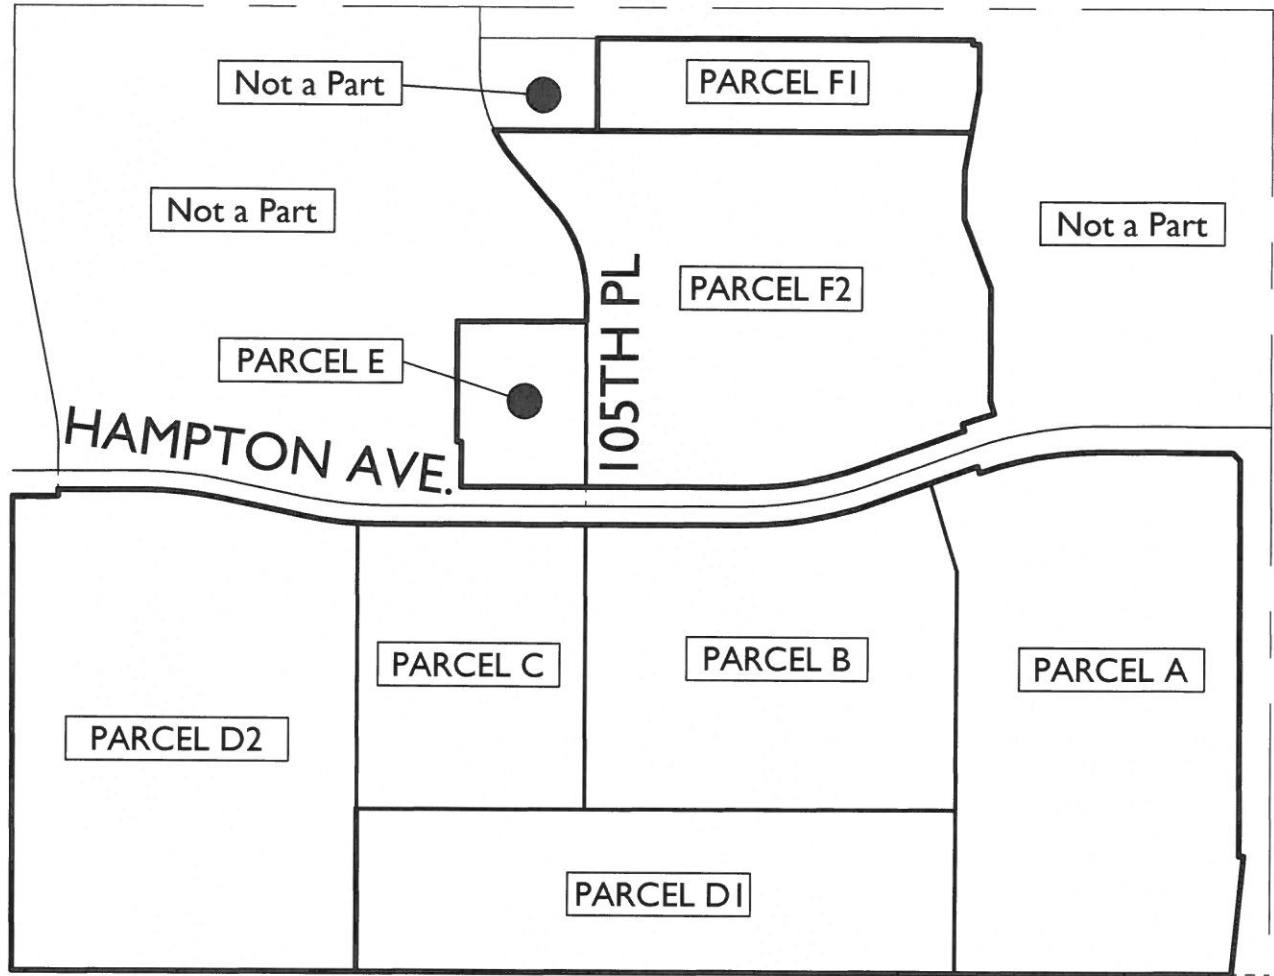 Not a Part
PARCEL F1
Not a Part
Not a Part
PARCEL F2
105TH PL
PARCEL E
HAMPTON AVE.
PARCEL C
PARCEL B
PARCEL A
PARCEL D2
PARCEL D1